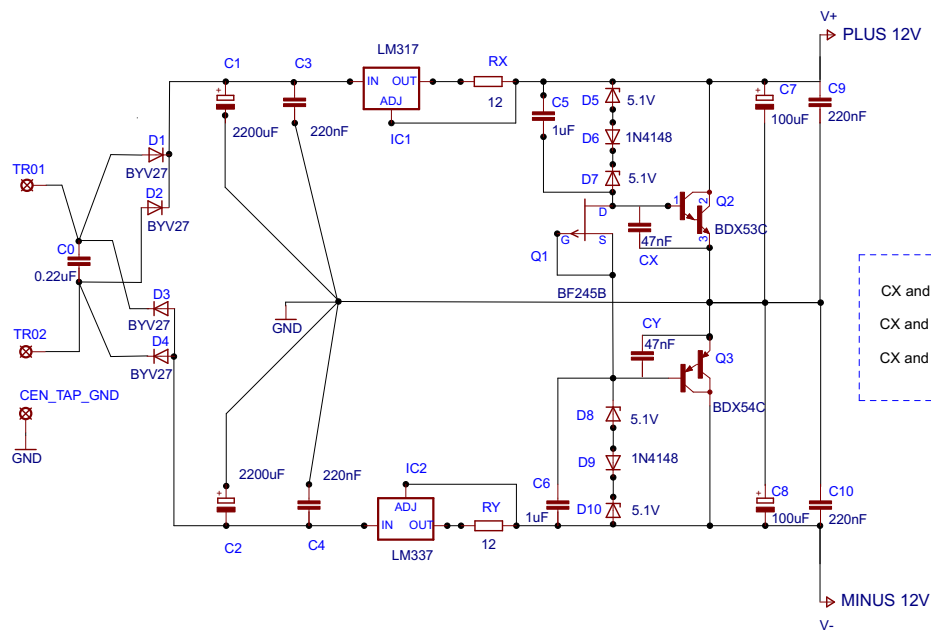 V+
PLUS 12V
C1
C3
LM317
RX
IN OUT
ADJ
12
IC1
2200uF
220nF
C5
1uF
D5
5.1V
D6
1N4148
D7
5.1V
C7
100uF
C9
220nF
TR01
D1
BYV27
D2
BYV27
C0
0.22uF
D
G
S
Q1
BF245B
47nF
CX
1
2
3
Q2
BDX53C
GND
D3
BYV27
D4
BYV27
TR02
CX and
CX and
CX and
CY
47nF
Q3
BDX54C
CEN_TAP_GND
GND
D8
5.1V
D9
1N4148
D10
5.1V
2200uF
220nF
IC2
ADJ
IN OUT
LM337
RY
12
C6
1uF
C2
C4
C8
100uF
C10
220nF
MINUS 12V
V-